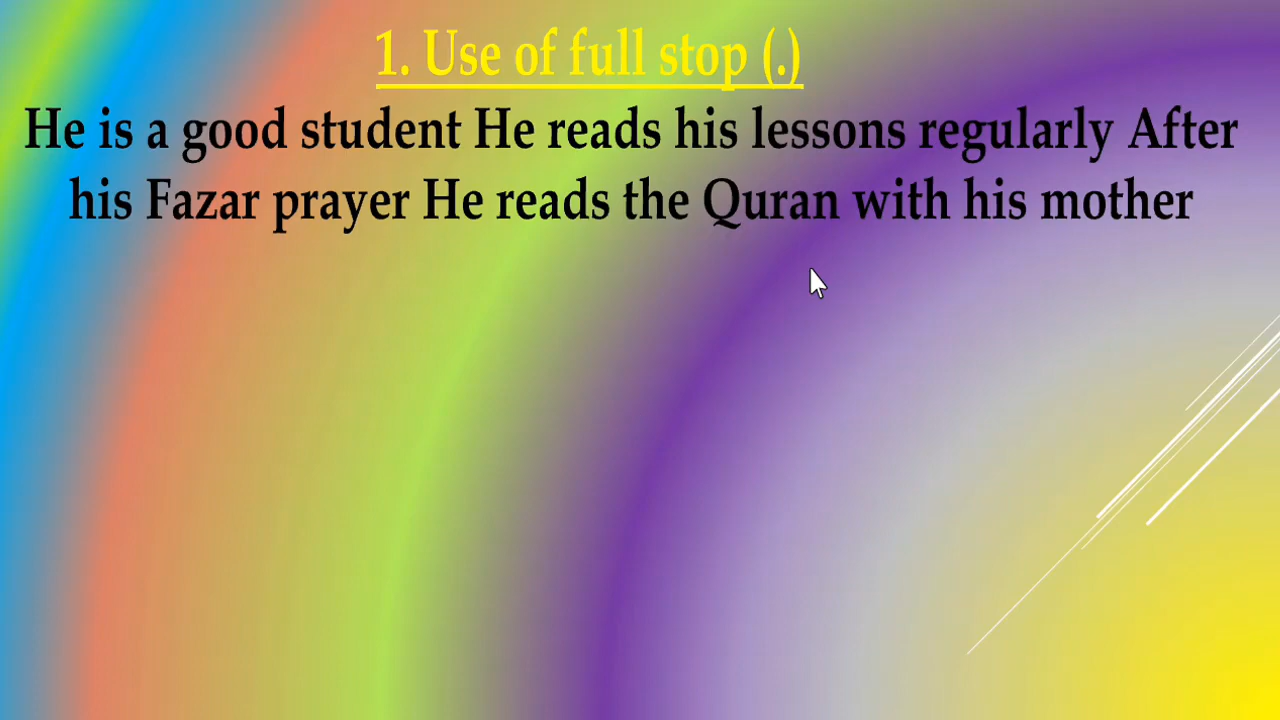 1. Use of full stop (.)
He is a good student He reads his lessons regularly After
his Fazar prayer He reads the Quran with his mother